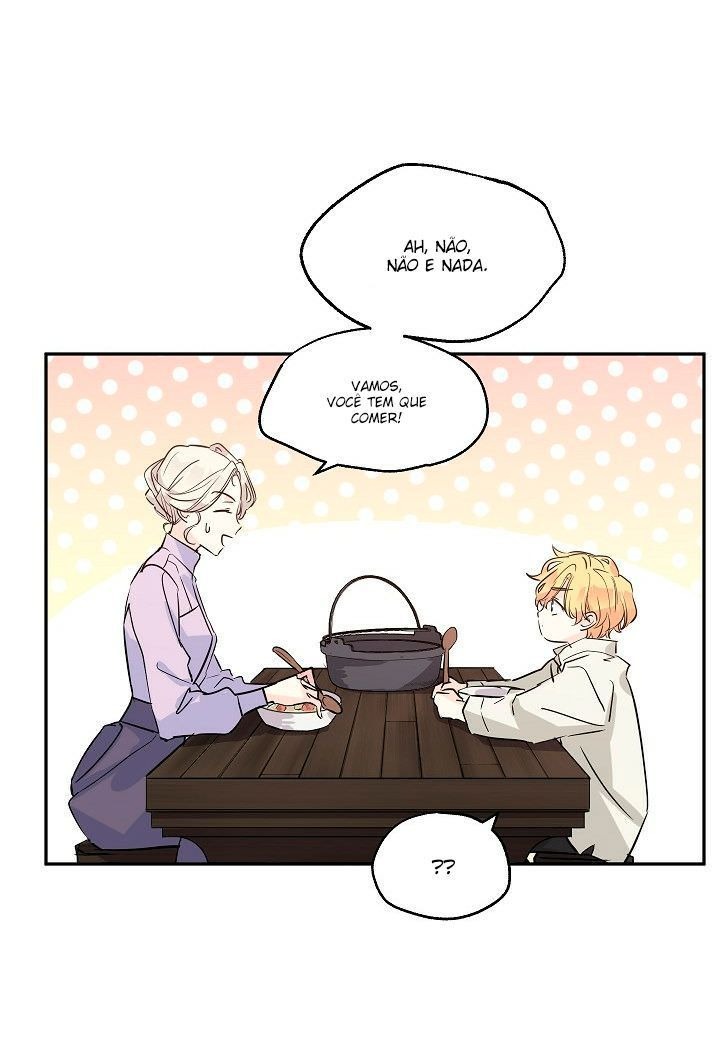 AH, NÃO,
NÃO E NADA.
VAMOS,
VOCÊ TEM QUE
COMER!
??